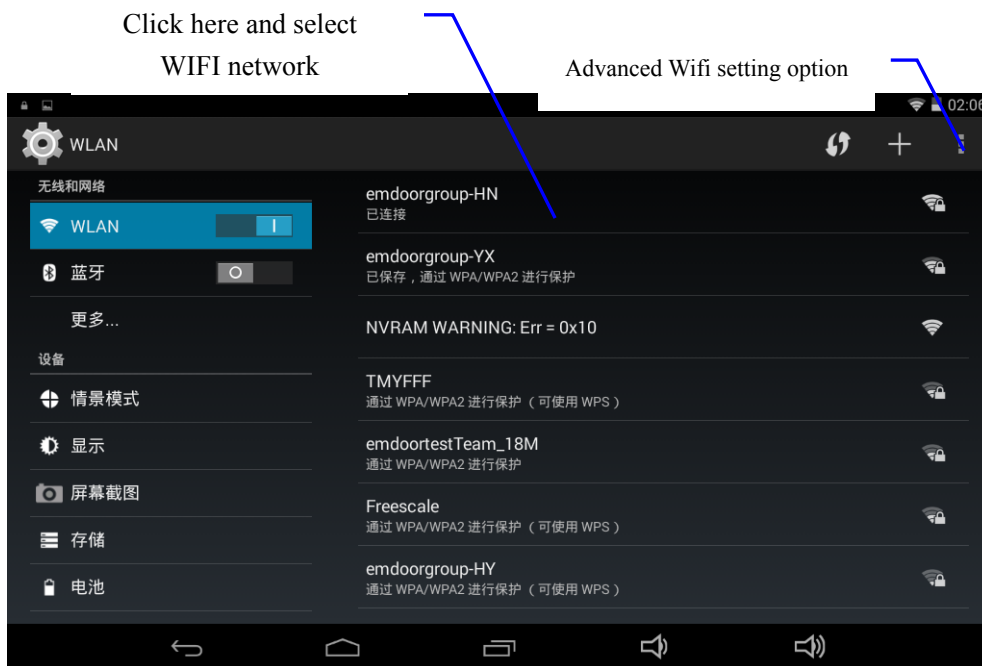 Click here and select
WIFI network
Advanced Wifi setting option
02:06
WLAN
无线和网络
WLAN
蓝牙
更多...
设备
情景模式
显示
屏幕截图
存储
电池
emdoorgroup-HN
已连接
emdoorgroup-YX
已保存，通过 WPA/WPA2 进行保护
NVRAM WARNING: Err = 0x10
TMYFFF
通过 WPA/WPA2 进行保护（可使用 WPS）
emdoortestTeam_18M
通过 WPA/WPA2 进行保护
Freescale
通过 WPA/WPA2 进行保护（可使用 WPS）
emdoorgroup-HY
通过 WPA/WPA2 进行保护（可使用 WPS）